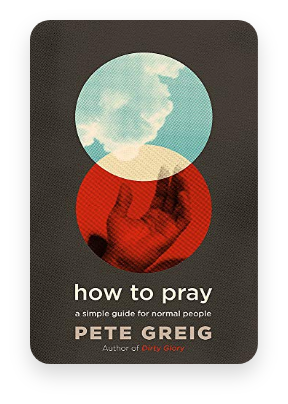 how to pray
a simple guide for normal people
PETE GREIG
Author of Dirty Glory